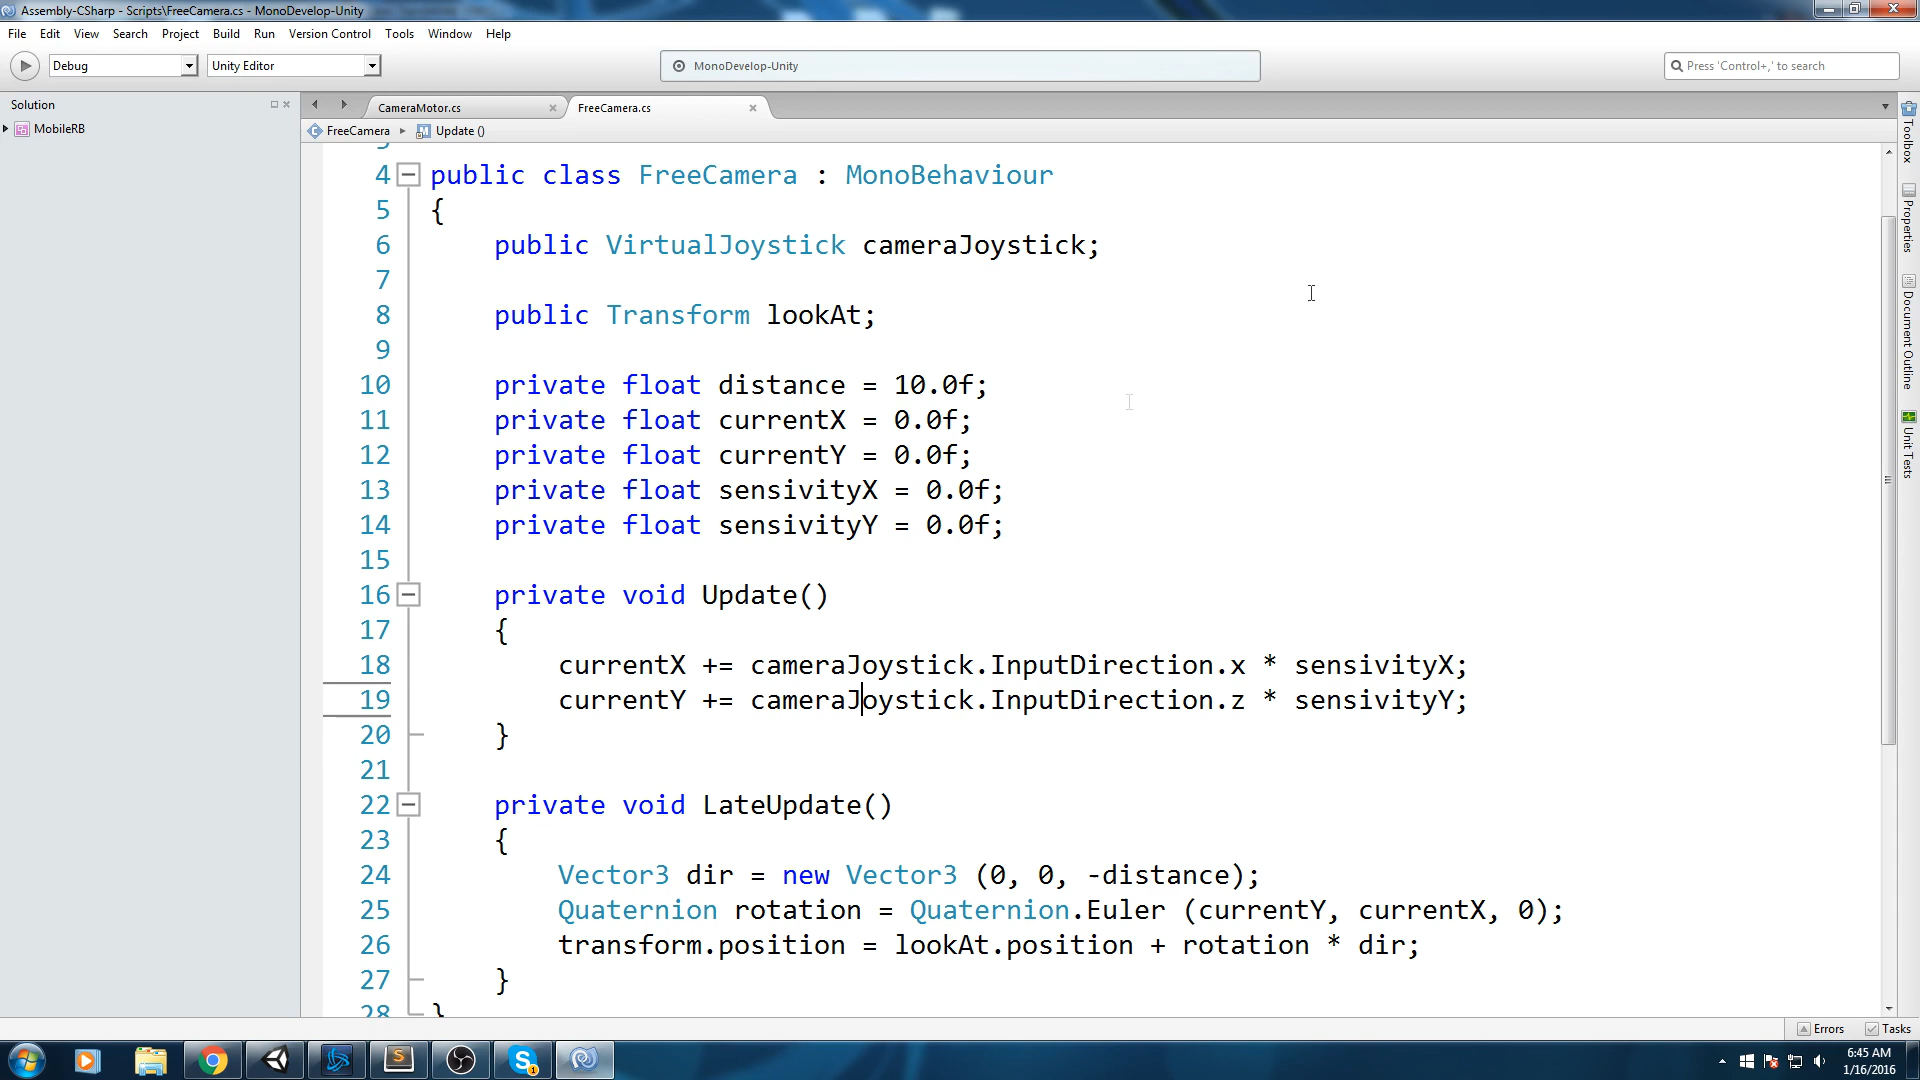 Assembly-CSharp - Scripts\FreeCamera.cs - MonoDevelop-Unity
File Edit View Search Project Build Run Version Control Tools Window Help
Debug Unity Editor MonoDevelop-Unity Press 'Control+,' to search
Solution
MobileRB
CameraMotor.cs FreeCamera.cs
FreeCamera Update ()
4 public class FreeCamera : MonoBehaviour
5 {
6 public VirtualJoystick cameraJoystick;
7
8 public Transform lookAt;
9
10 private float distance = 10.0f;
11 private float currentX = 0.0f;
12 private float currentY = 0.0f;
13 private float sensivityX = 0.0f;
14 private float sensivityY = 0.0f;
15
16 private void Update()
17 {
18 currentX += cameraJoystick.InputDirection.x * sensivityX;
19 currentY += cameraJoystick.InputDirection.z * sensivityY;
20 }
21
22 private void LateUpdate()
23 {
24 Vector3 dir = new Vector3 (0, 0, -distance);
25 Quaternion rotation = Quaternion.Euler (currentY, currentX, 0);
26 transform.position = lookAt.position + rotation * dir;
27 }
28 }
Toolbox
Properties
Document Outline
Unit Tests
Errors Tasks
6:45 AM
1/16/2016